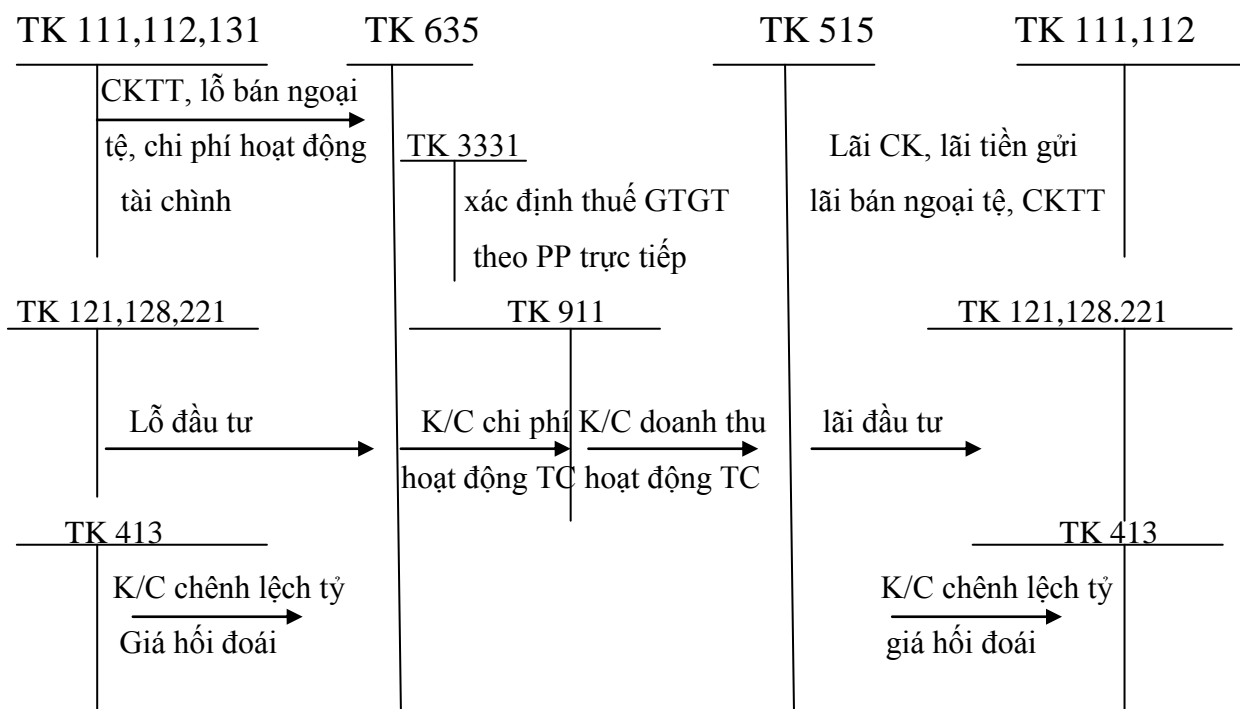 TK 111,112,131
TK 635
TK 515
TK 111,112
CKTT, lỗ bán ngoại
tệ, chi phí hoạt động
tài chình
TK 3331
xác định thuế GTGT
theo PP trực tiếp
Lãi CK, lãi tiền gửi
lãi bán ngoại tệ, CKTT
TK 121,128,221
TK 911
TK 121,128.221
Lỗ đầu tư
K/C chi phí
hoạt động TC
K/C doanh thu
hoạt động TC
lãi đầu tư
TK 413
TK 413
K/C chênh lệch tỷ
Giá hối đoái
K/C chênh lệch tỷ
giá hối đoái